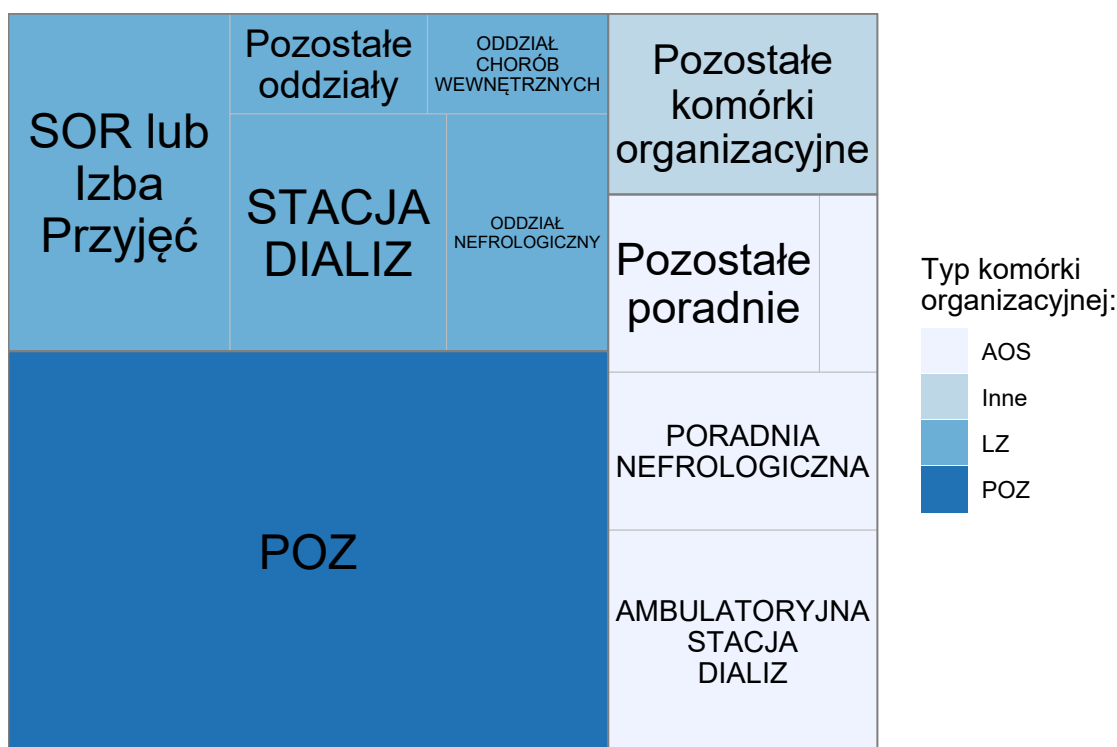 SOR lub
Izba
Przyjęć
Pozostałe
oddziały
ODDZIAŁ
CHORÓB
WEWNĘTRZNYCH
STACJA
DIALIZ
ODDZIAŁ
NEFROLOGICZNY
POZ
Pozostałe
komórki
organizacyjne
Pozostałe
poradnie
PORADNIA
NEFROLOGICZNA
AMBULATORYJNA
STACJA
DIALIZ
Typ komórki
organizacyjnej:
AOS
Inne
LZ
POZ